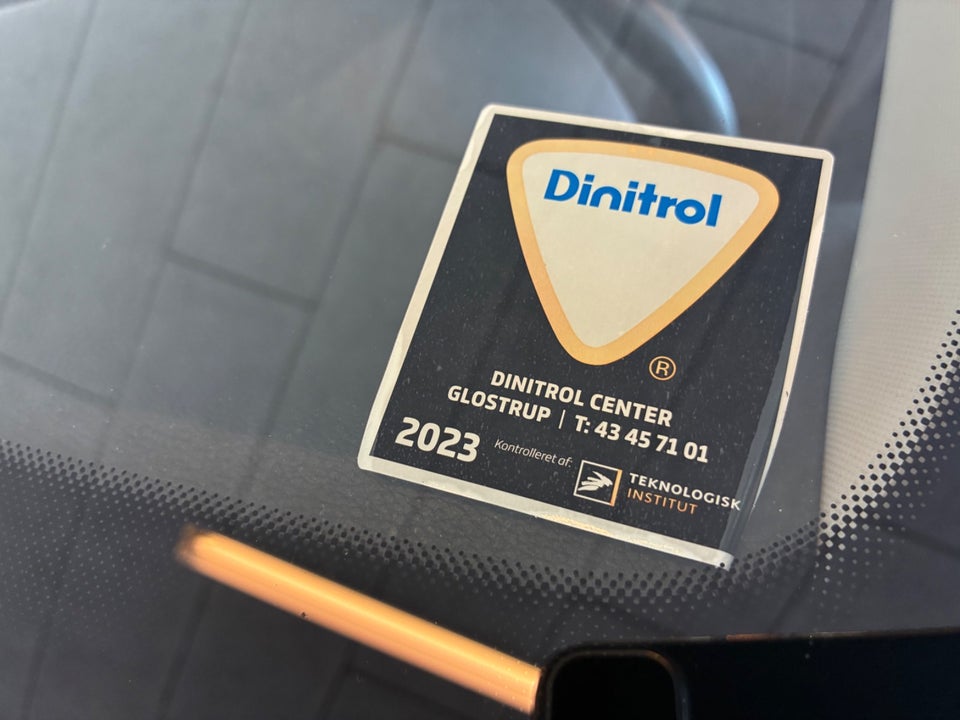 Dinitrol
®
DINITROL CENTER
GLOSTRUP | T: 43 45 71 01
2023 Kontrolleret af: TEKNOLOGISK
INSTITUT